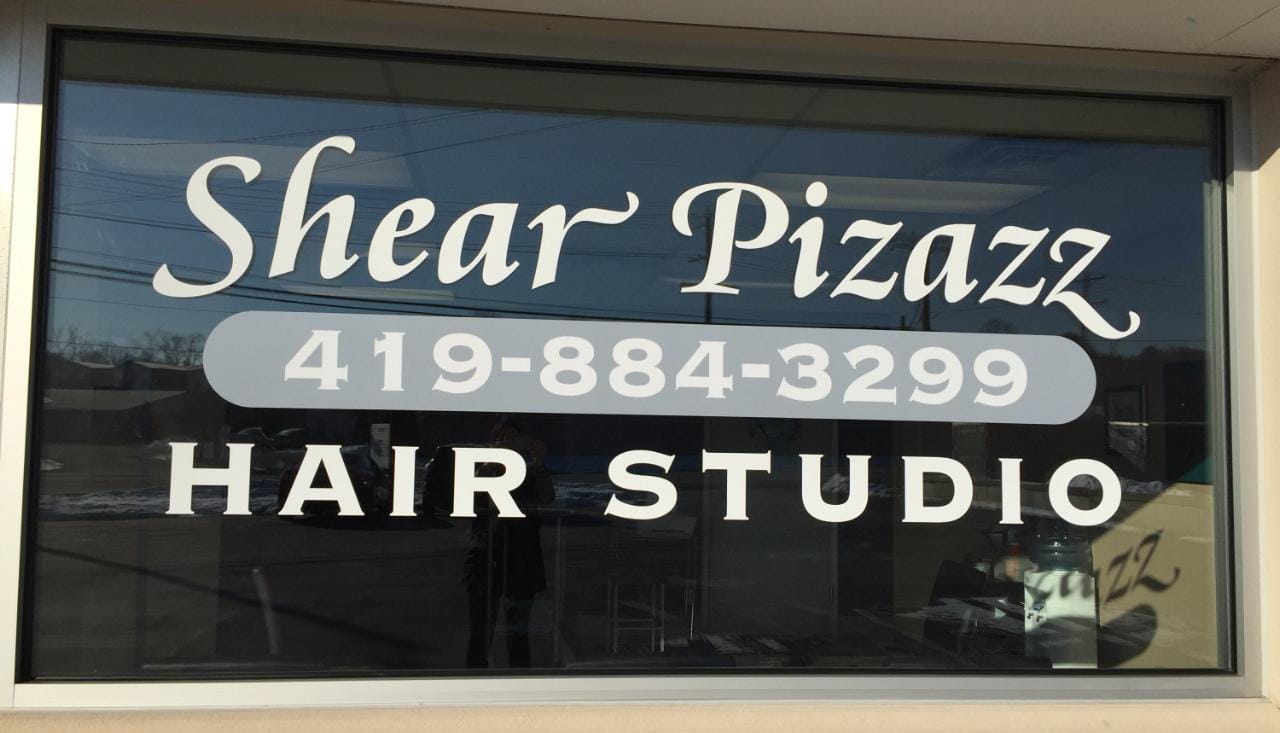 Shear Pizazz
419-884-3299
HAIR STUDIO